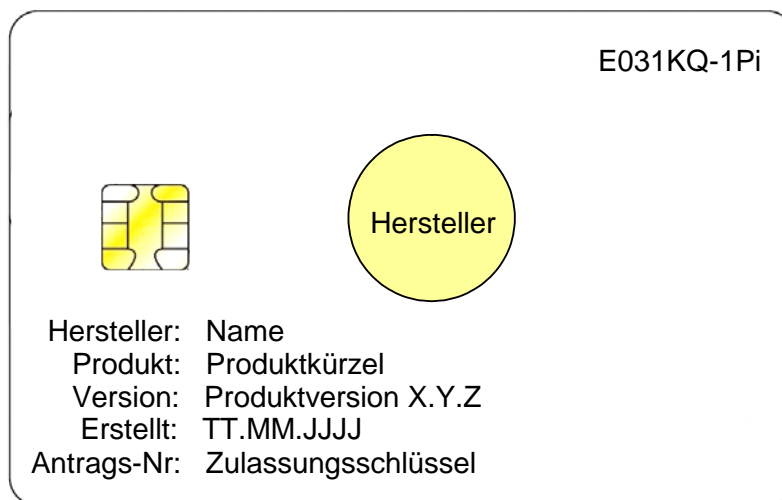 E031KQ-1Pi
Hersteller
Hersteller: Name
Produkt: Produktkürzel
Version: Produktversion X.Y.Z
Erstellt: TT.MM.JJJJ
Antrags-Nr: Zulassungsschlüssel